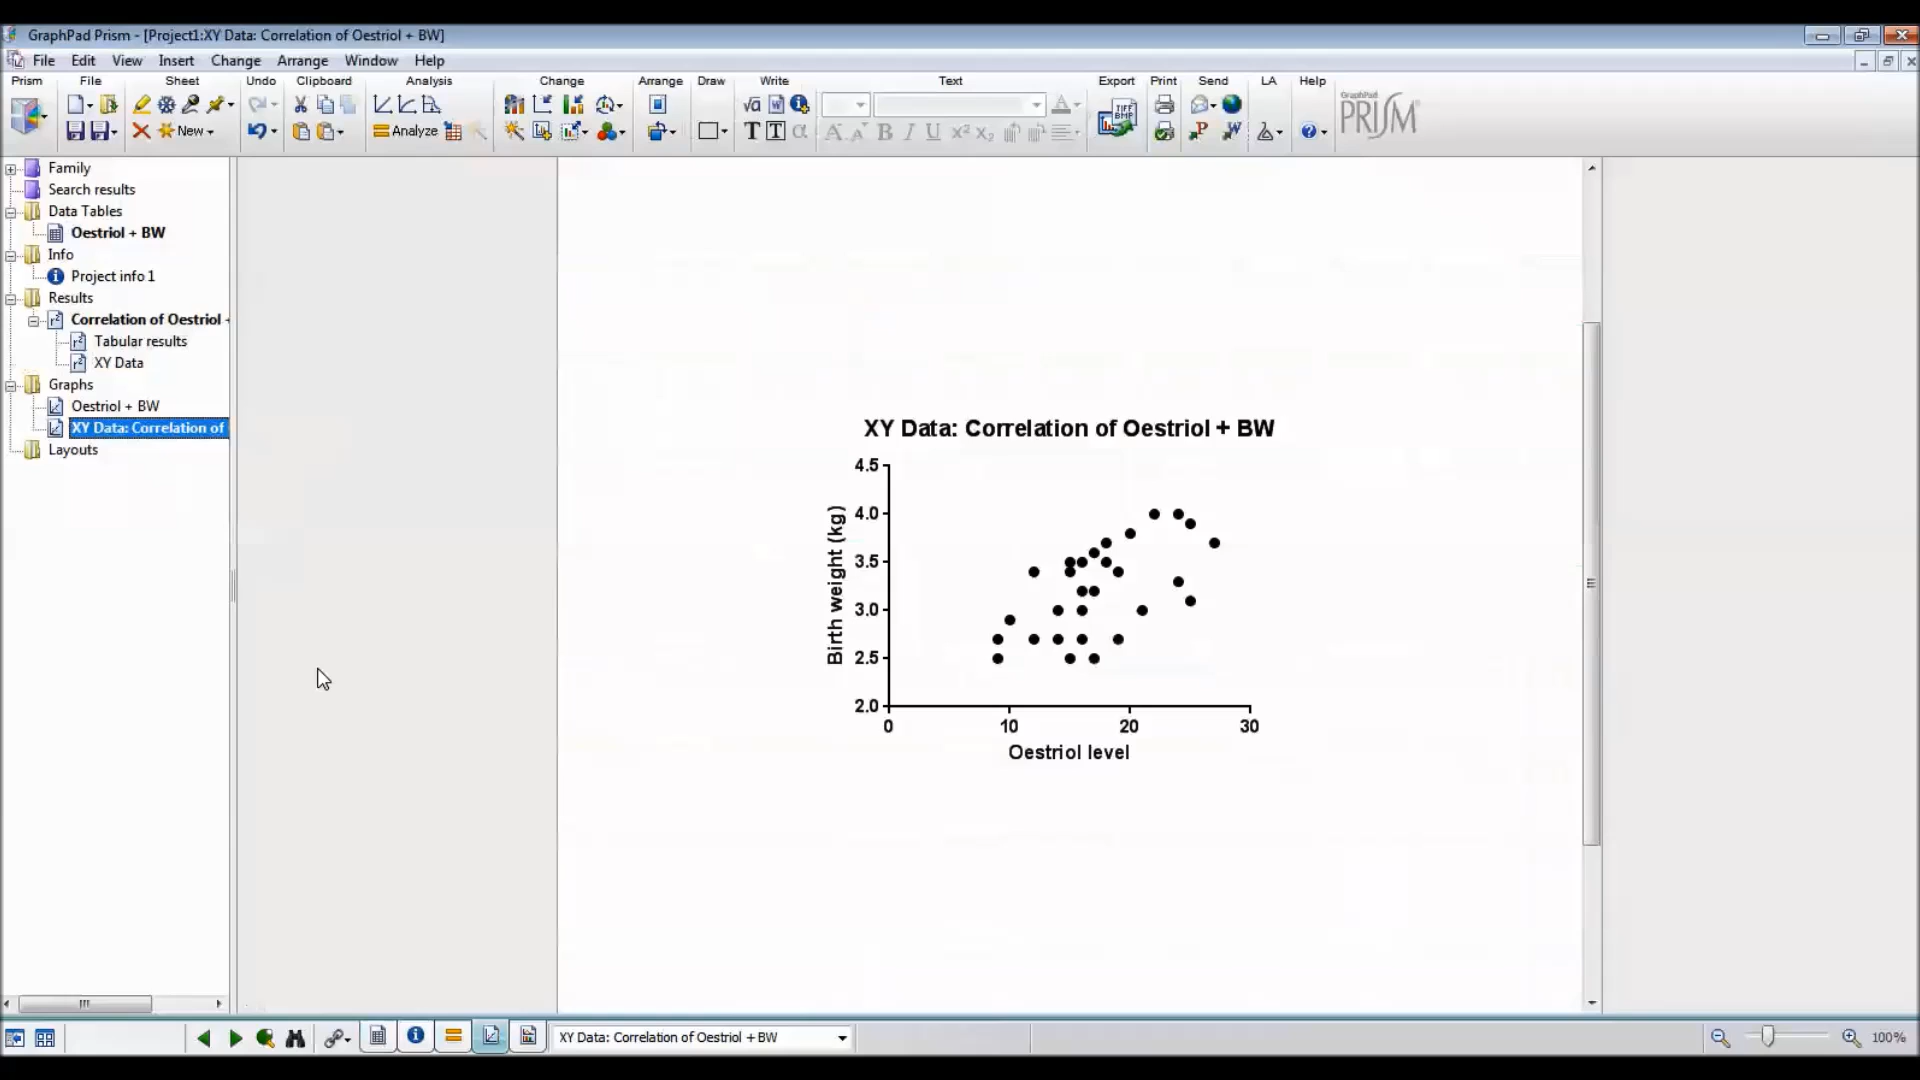 GraphPad Prism - [Project1:XY Data: Correlation of Oestriol + BW]
File Edit View Insert Change Arrange Window Help
Prism File Sheet Undo Clipboard Analysis Change Arrange Draw Write Text Export Print Send LA Help
New
Analyze
GraphPad
PRISM
Family
Search results
Data Tables
Oestriol + BW
Info
Project info 1
Results
Correlation of Oestriol +
Tabular results
XY Data
Graphs
Oestriol + BW
XY Data: Correlation of
Layouts
XY Data: Correlation of Oestriol + BW
4.5
4.0
3.5
3.0
2.5
2.0
Birth weight (kg)
0 10 20 30
Oestriol level
XY Data: Correlation of Oestriol + BW
100%